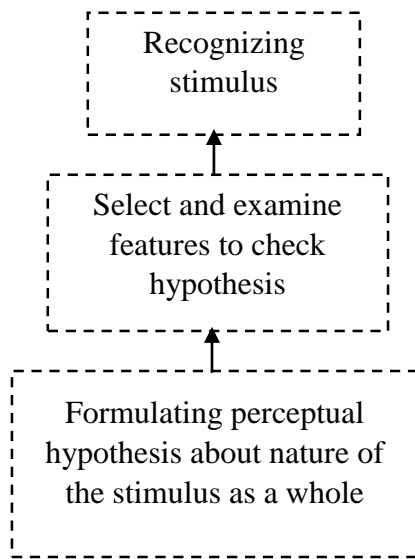 Recognizing
stimulus
Select and examine
features to check
hypothesis
Formulating perceptual
hypothesis about nature of
the stimulus as a whole